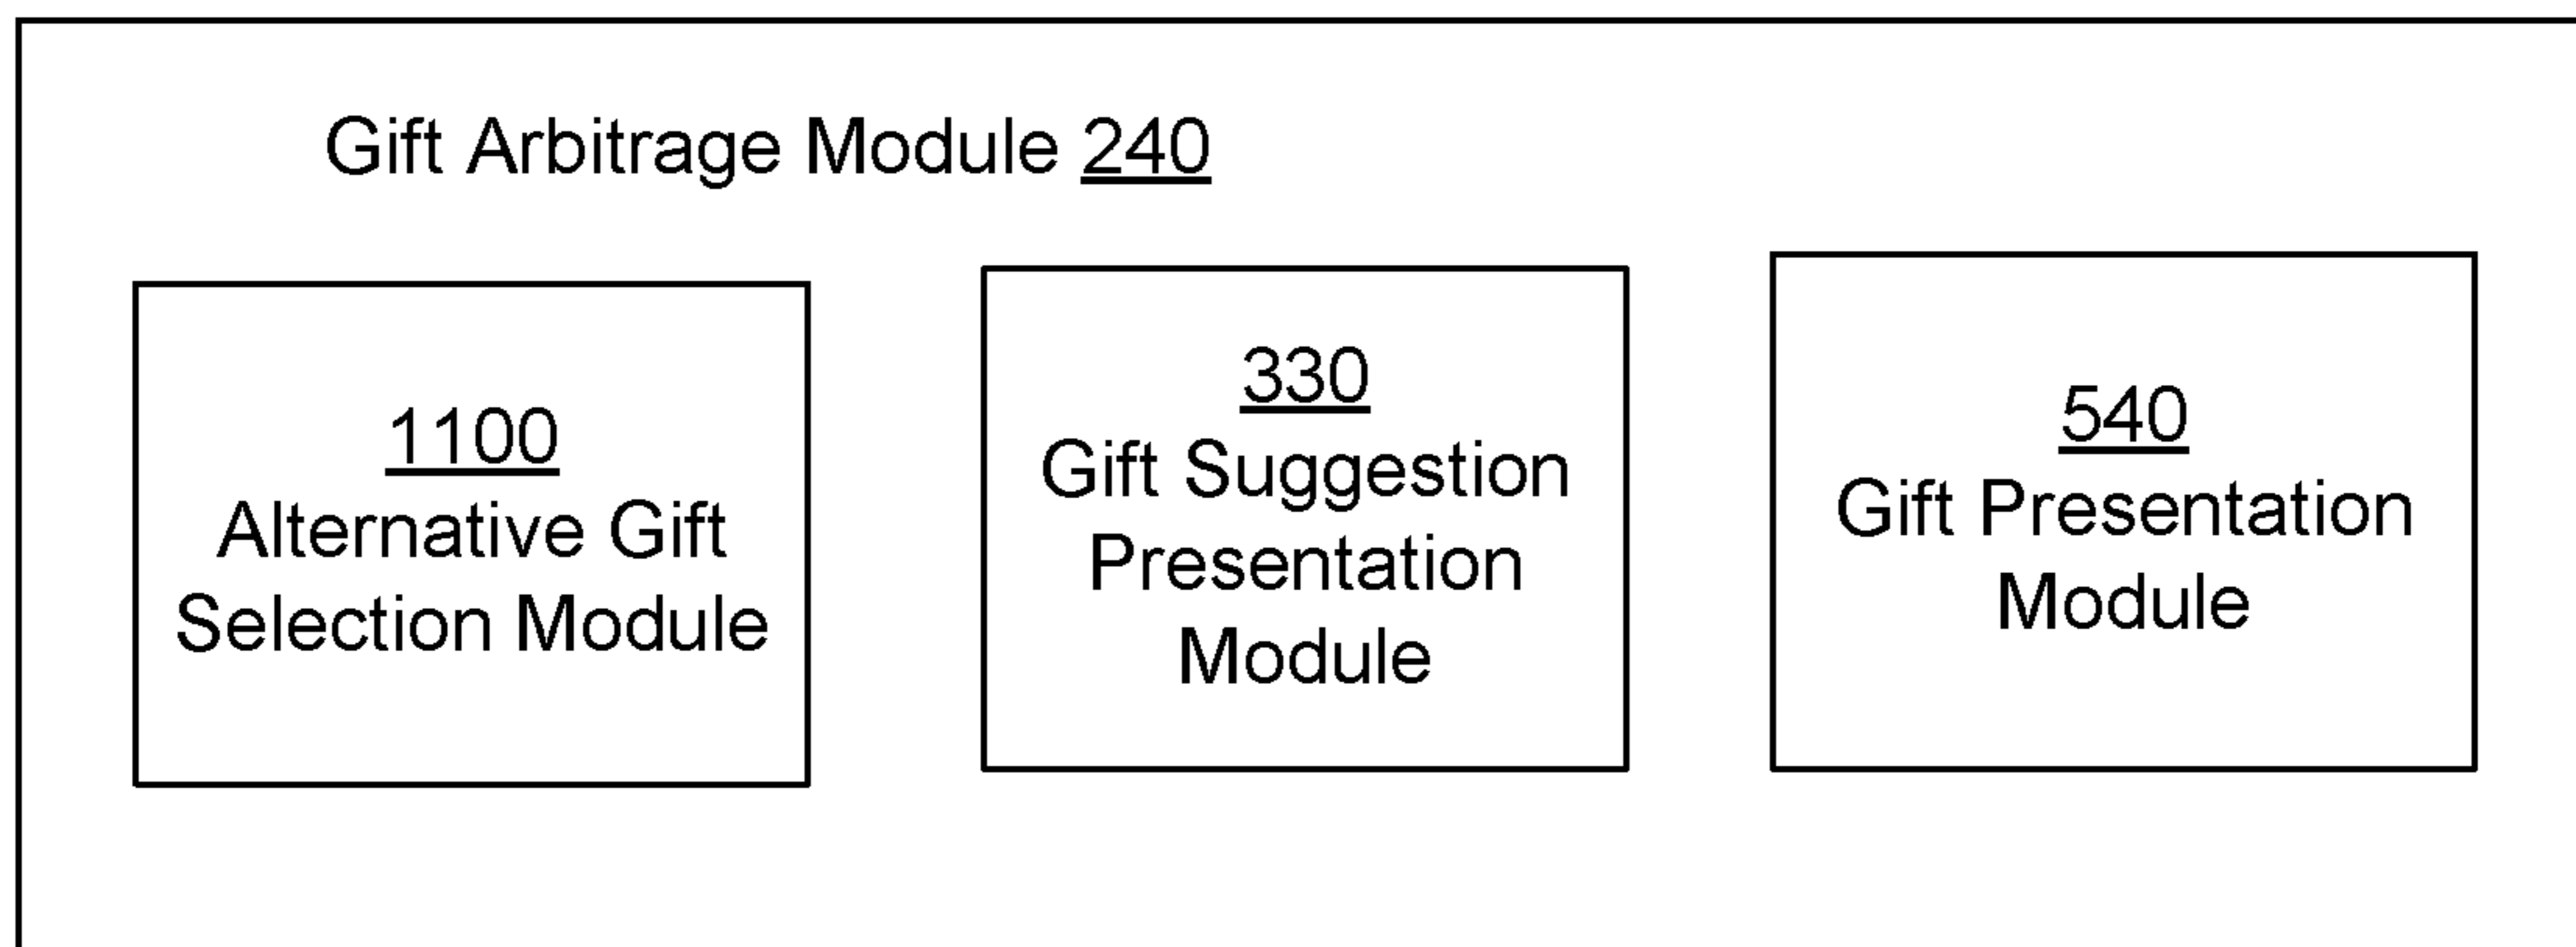 Gift Arbitrage Module 240
1100
Alternative Gift
Selection Module
330
Gift Suggestion
Presentation
Module
540
Gift Presentation
Module